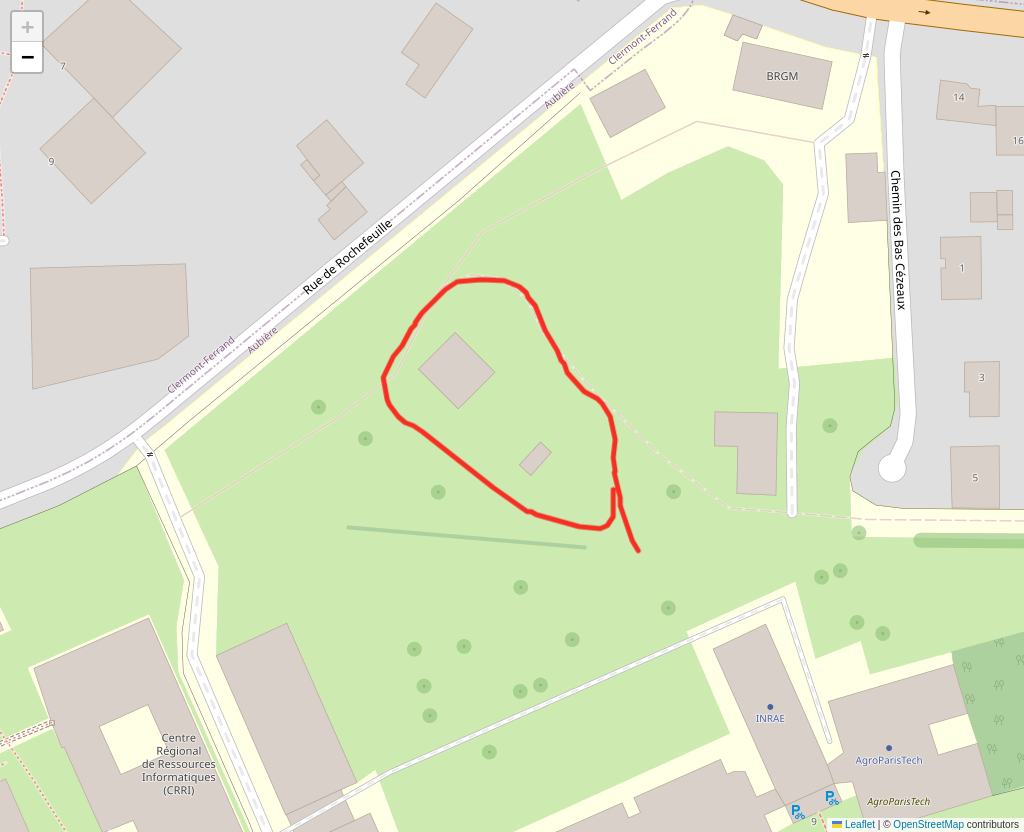 +
−
7
9
Clermont-Ferrand
Aubière
BRGM
14
16
Rue de Rochefeuille
Chemin des Bas Cézeaux
1
Clermont-Ferrand
Aubière
3
5
Centre
Régional
de Ressources
Informatiques
(CRRI)
INRAE
AgroParisTech
AgroParisTech
9
Leaflet | © OpenStreetMap contributors